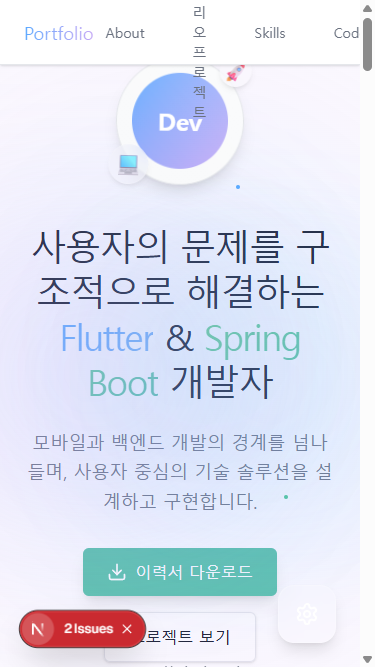 Portfolio About 리오프로젝트 Skills Cod
Dev
사용자의 문제를 구
조적으로 해결하는
Flutter & Spring
Boot 개발자
모바일과 백엔드 개발의 경계를 넘나
들며, 사용자 중심의 기술 솔루션을 설
계하고 구현합니다.
이력서 다운로드
로젝트 보기
N 2 Issues